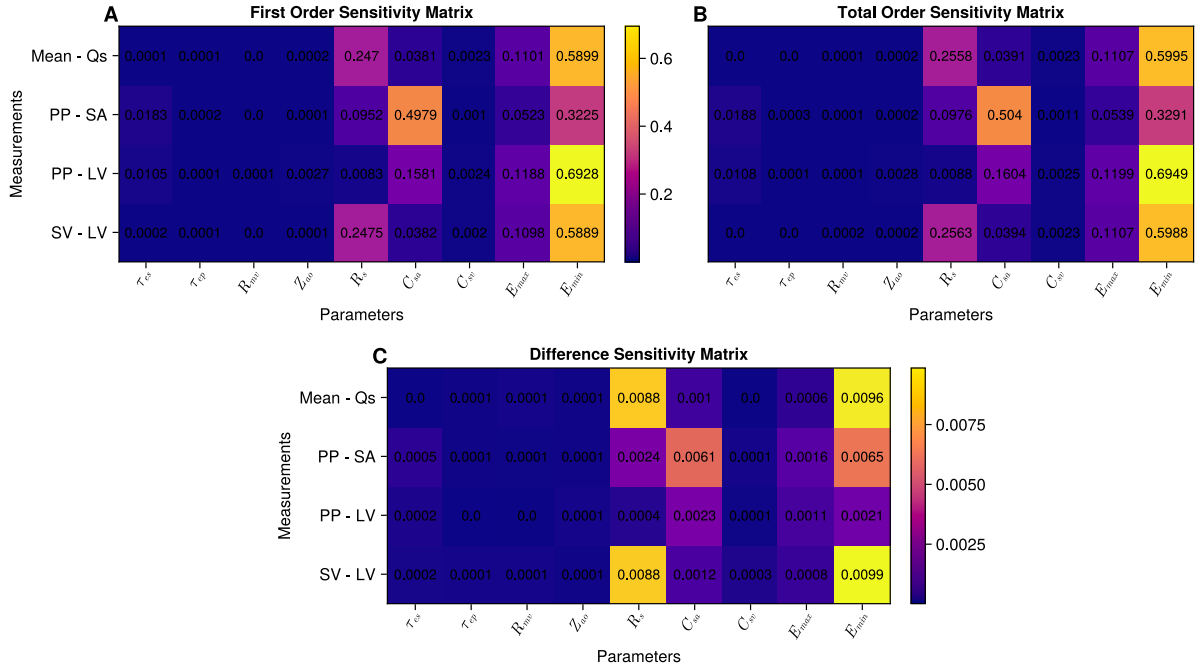 A First Order Sensitivity Matrix
Measurements
Mean - Qs 0.0001 0.0001 0.0 0.0002 0.247 0.0381 0.0023 0.1101 0.5899
PP - SA 0.0183 0.0002 0.0 0.0001 0.0952 0.4979 0.001 0.0523 0.3225
PP - LV 0.0105 0.0001 0.0001 0.0027 0.0083 0.1581 0.0024 0.1188 0.6928
SV - LV 0.0002 0.0001 0.0 0.0001 0.2475 0.0382 0.002 0.1098 0.5889
τes τep Rmv Zao Rs Csa Csv Emax Emin
Parameters
0.6
0.4
0.2
B Total Order Sensitivity Matrix
0.0 0.0 0.0001 0.0002 0.2558 0.0391 0.0023 0.1107 0.5995
0.0188 0.0003 0.0001 0.0002 0.0976 0.504 0.0011 0.0539 0.3291
0.0108 0.0001 0.0001 0.0028 0.0088 0.1604 0.0025 0.1199 0.6949
0.0 0.0 0.0002 0.0002 0.2563 0.0394 0.0023 0.1107 0.5988
τes τep Rmv Zao Rs Csa Csv Emax Emin
Parameters
C Difference Sensitivity Matrix
Measurements
Mean - Qs 0.0 0.0001 0.0001 0.0001 0.0088 0.001 0.0 0.0006 0.0096
PP - SA 0.0005 0.0001 0.0001 0.0001 0.0024 0.0061 0.0001 0.0016 0.0065
PP - LV 0.0002 0.0 0.0 0.0001 0.0004 0.0023 0.0001 0.0011 0.0021
SV - LV 0.0002 0.0001 0.0001 0.0001 0.0088 0.0012 0.0003 0.0008 0.0099
τes τep Rmv Zao Rs Csa Csv Emax Emin
Parameters
0.0075
0.0050
0.0025